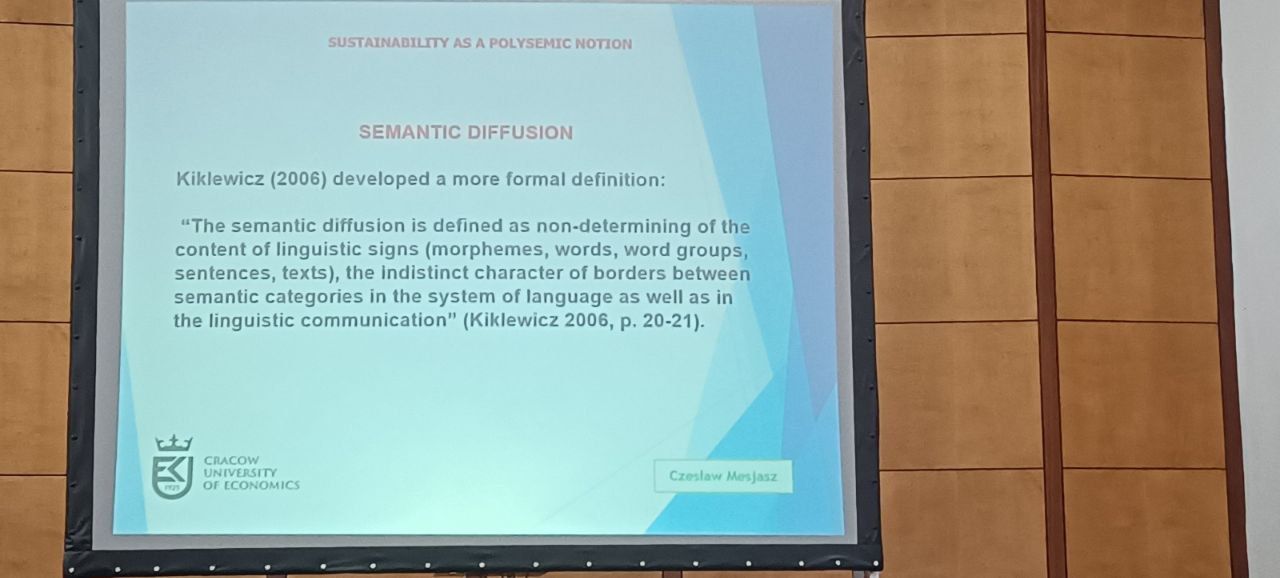 SUSTAINABILITY AS A POLYSEMIC NOTION
SEMANTIC DIFFUSION
Kiklewicz (2006) developed a more formal definition:
“The semantic diffusion is defined as non-determining of the
content of linguistic signs (morphemes, words, word groups,
sentences, texts), the indistinct character of borders between
semantic categories in the system of language as well as in
the linguistic communication” (Kiklewicz 2006, p. 20-21).
CRACOW
UNIVERSITY
OF ECONOMICS
1925
Czesław Mesjasz